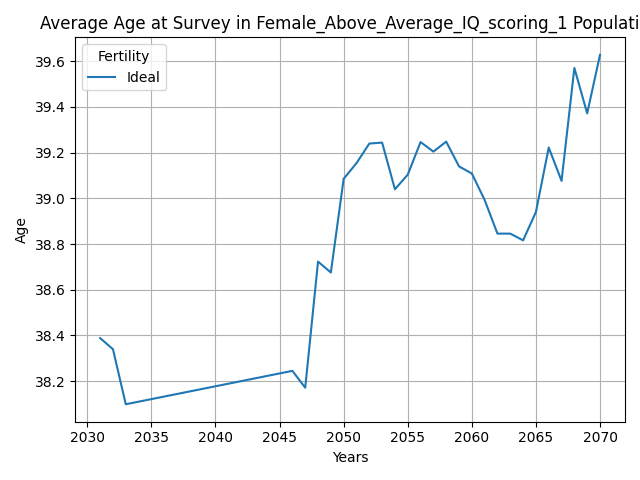 Average Age at Survey in Female_Above_Average_IQ_scoring_1 Populati
Fertility
Ideal
39.6
39.4
39.2
39.0
38.8
38.6
38.4
38.2
Age
2030 2035 2040 2045 2050 2055 2060 2065 2070
Years